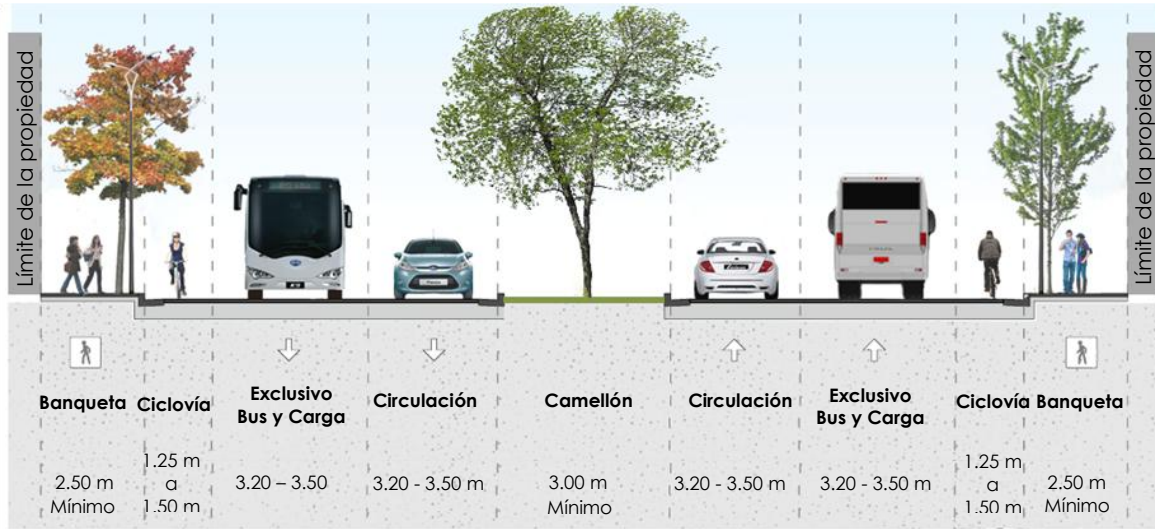 Límite de la propiedad
Límite de la propiedad
Banqueta
Ciclovía
Exclusivo
Bus y Carga
Circulación
Camellón
Circulación
Exclusivo
Bus y Carga
Ciclovía
Banqueta
2.50 m
Mínimo
1.25 m
a
1.50 m
3.20 – 3.50
3.20 - 3.50 m
3.00 m
Mínimo
3.20 - 3.50 m
3.20 - 3.50 m
1.25 m
a
1.50 m
2.50 m
Mínimo